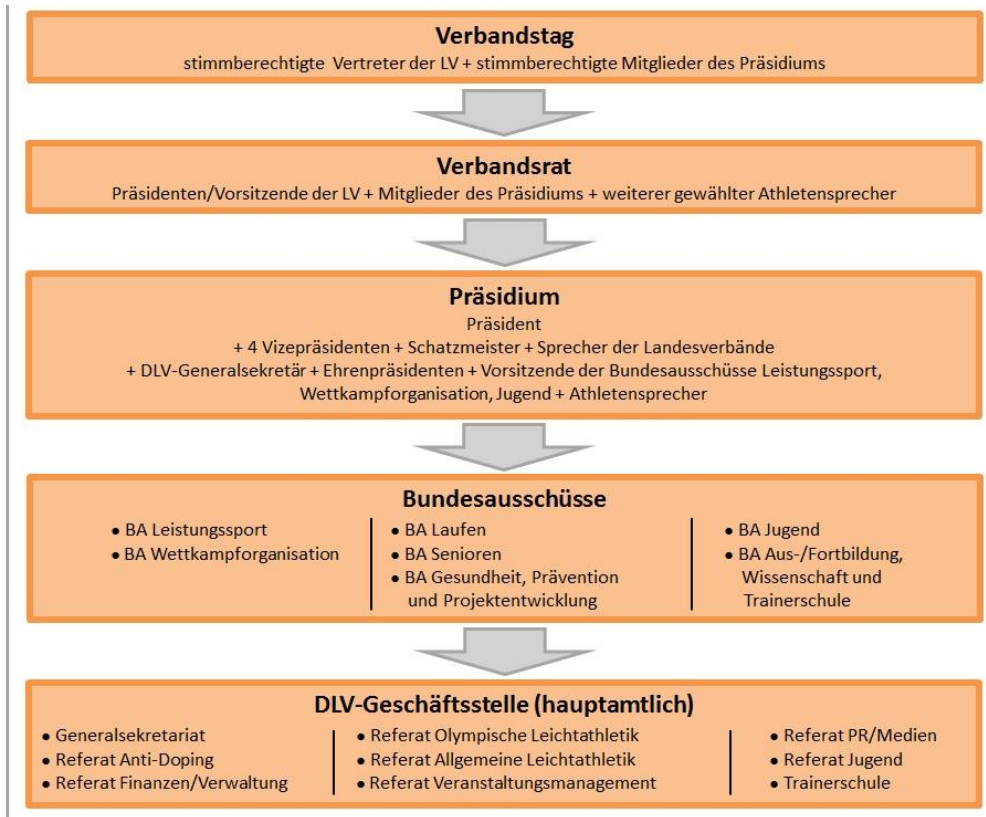 Verbandstag
stimmberechtigte Vertreter der LV + stimmberechtigte Mitglieder des Präsidiums
Verbandsrat
Präsidenten/Vorsitzende der LV + Mitglieder des Präsidiums + weiterer gewählter Athletensprecher
Präsidium
Präsident
+ 4 Vizepräsidenten + Schatzmeister + Sprecher der Landesverbände
+ DLV-Generalsekretär + Ehrenpräsidenten + Vorsitzende der Bundesausschüsse Leistungssport,
Wettkampforganisation, Jugend + Athletensprecher
Bundesausschüsse
• BA Leistungssport
• BA Wettkampforganisation
• BA Laufen
• BA Senioren
• BA Gesundheit, Prävention
und Projektentwicklung
• BA Jugend
• BA Aus-/Fortbildung,
Wissenschaft und
Trainerschule
DLV-Geschäftsstelle (hauptamtlich)
• Generalsekretariat
• Referat Anti-Doping
• Referat Finanzen/Verwaltung
• Referat Olympische Leichtathletik
• Referat Allgemeine Leichtathletik
• Referat Veranstaltungsmanagement
• Referat PR/Medien
• Referat Jugend
• Trainerschule